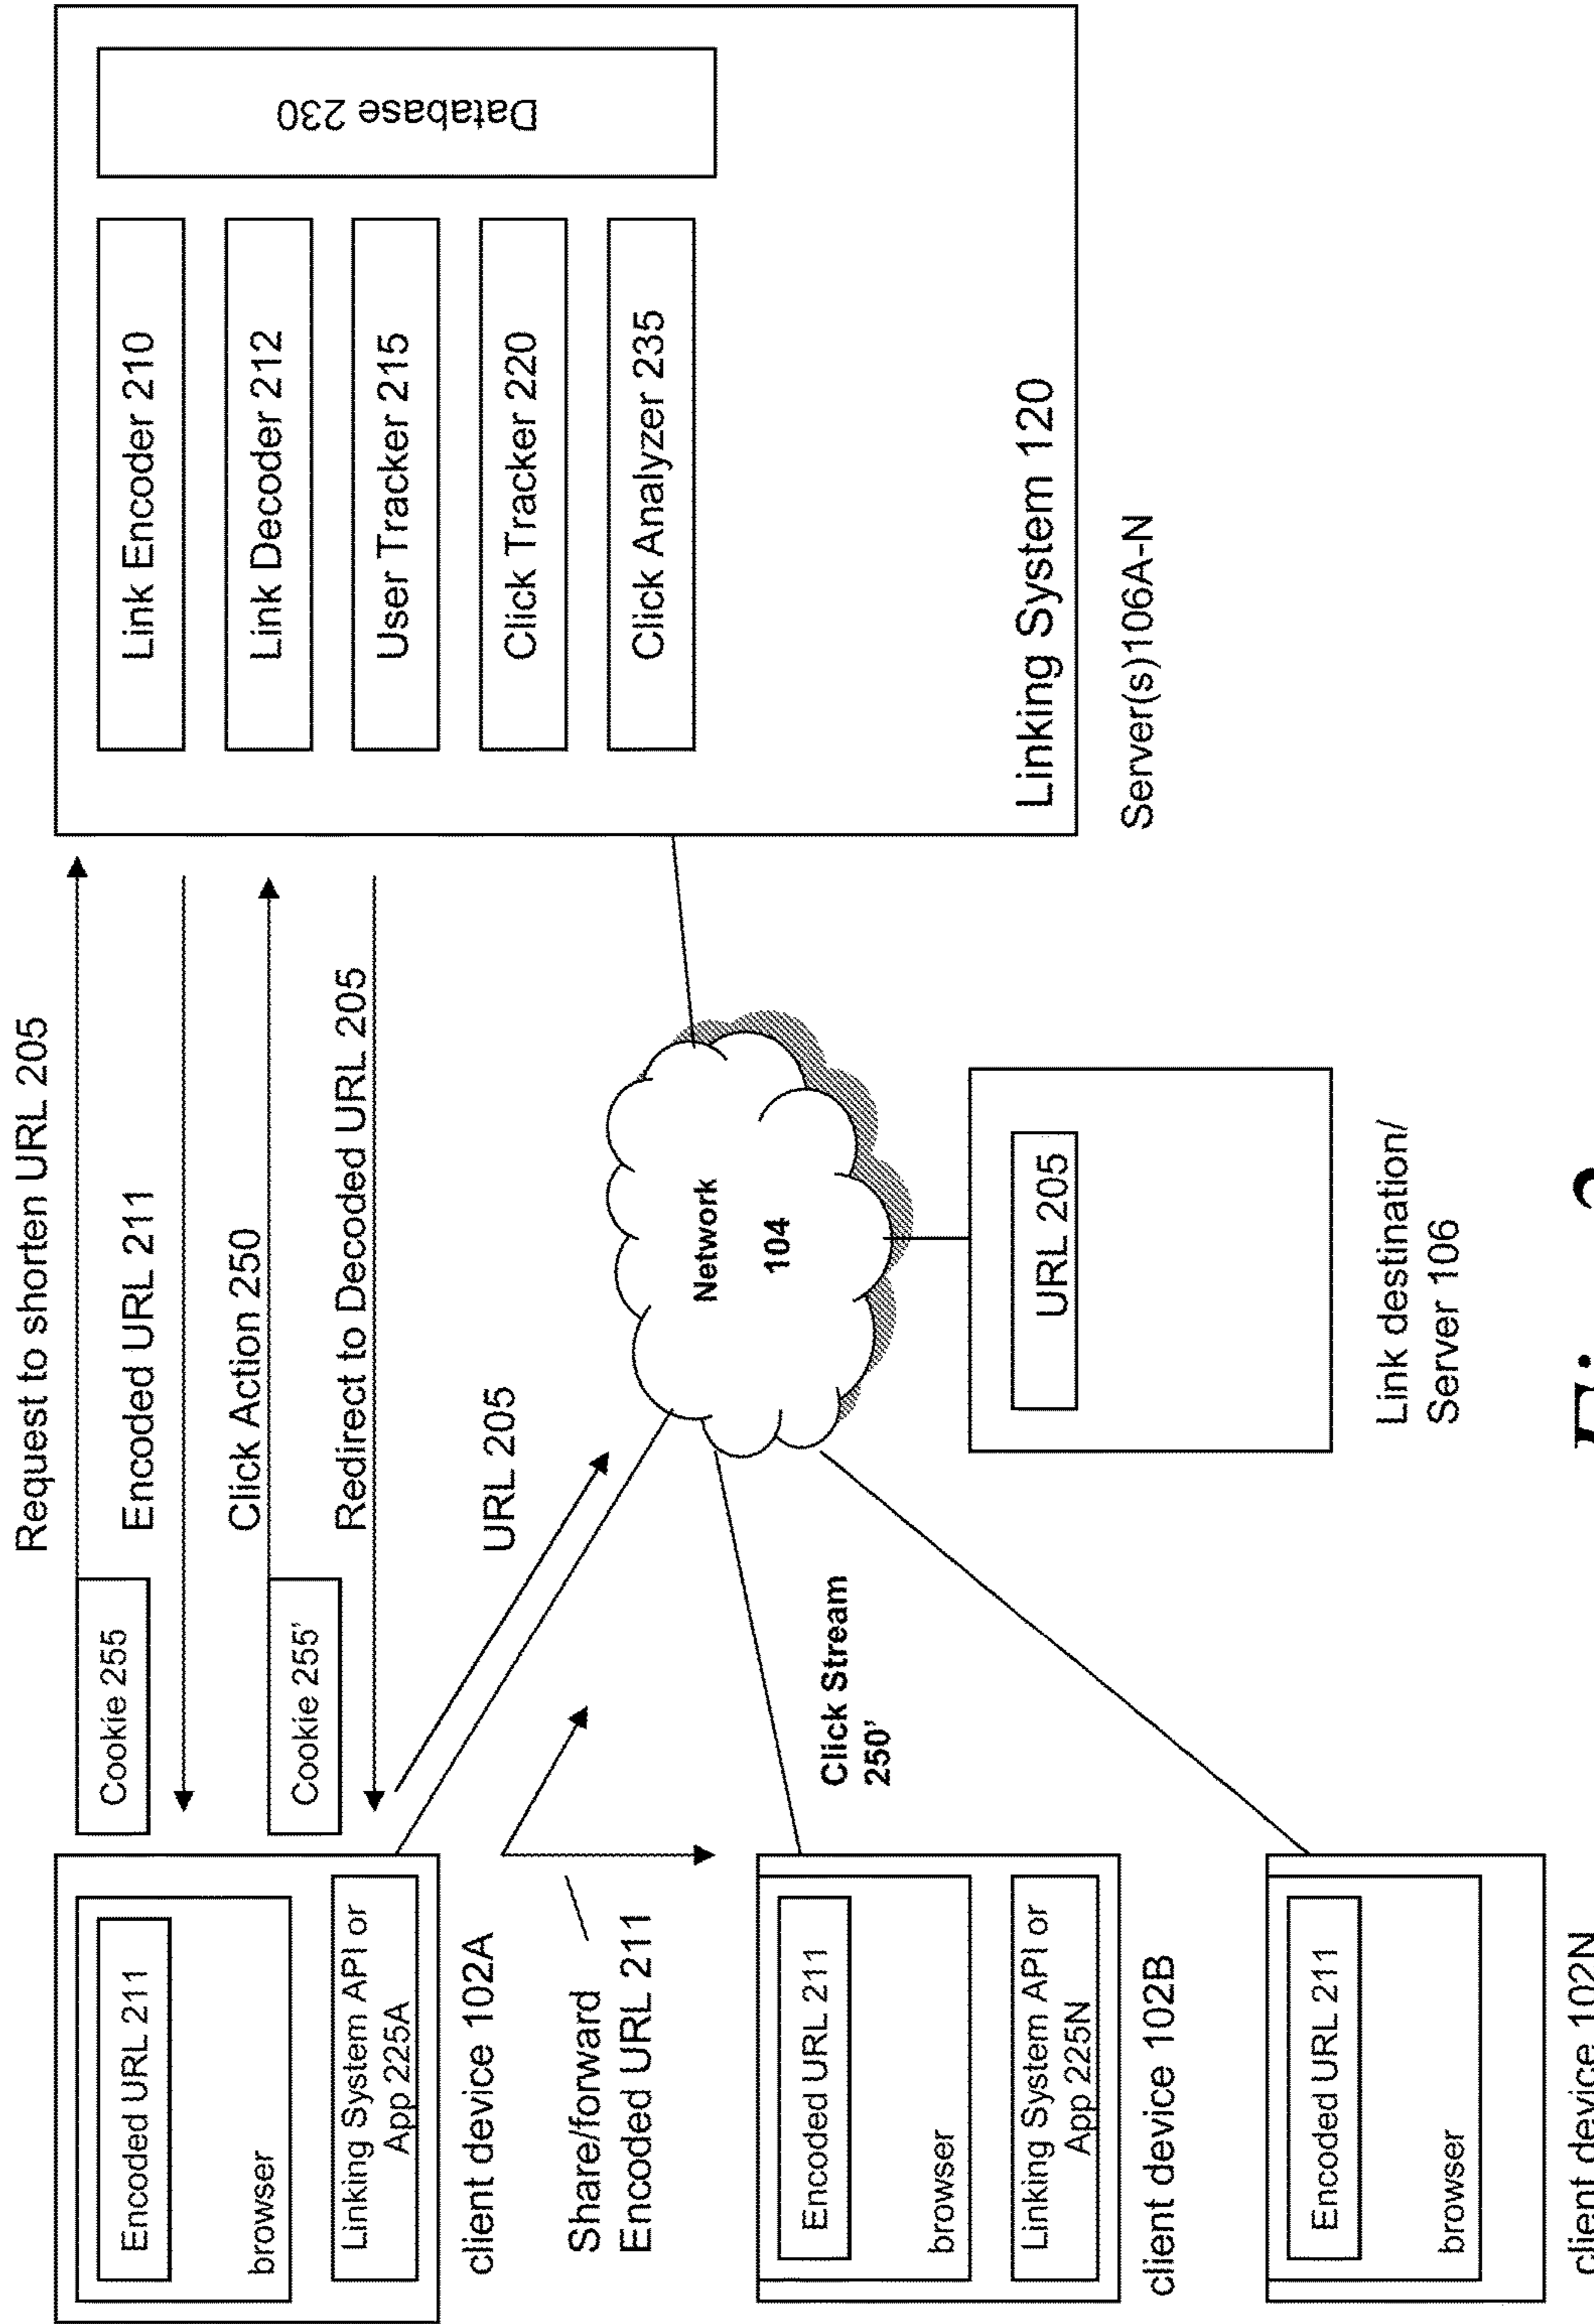 Request to shorten URL 205
Cookie 255
Encoded URL 211
Click Action 250
Cookie 255'
Redirect to Decoded URL 205
Encoded URL 211
browser
Linking System API or
App 225A
client device 102A
URL 205
Share/forward
Encoded URL 211
Network
104
Click Stream
250'
Encoded URL 211
browser
Linking System API or
App 225N
client device 102B
Encoded URL 211
browser
client device 102N
URL 205
Link destination/
Server 106
Link Encoder 210
Link Decoder 212
User Tracker 215
Click Tracker 220
Click Analyzer 235
Database 230
Linking System 120
Server(s)106A-N